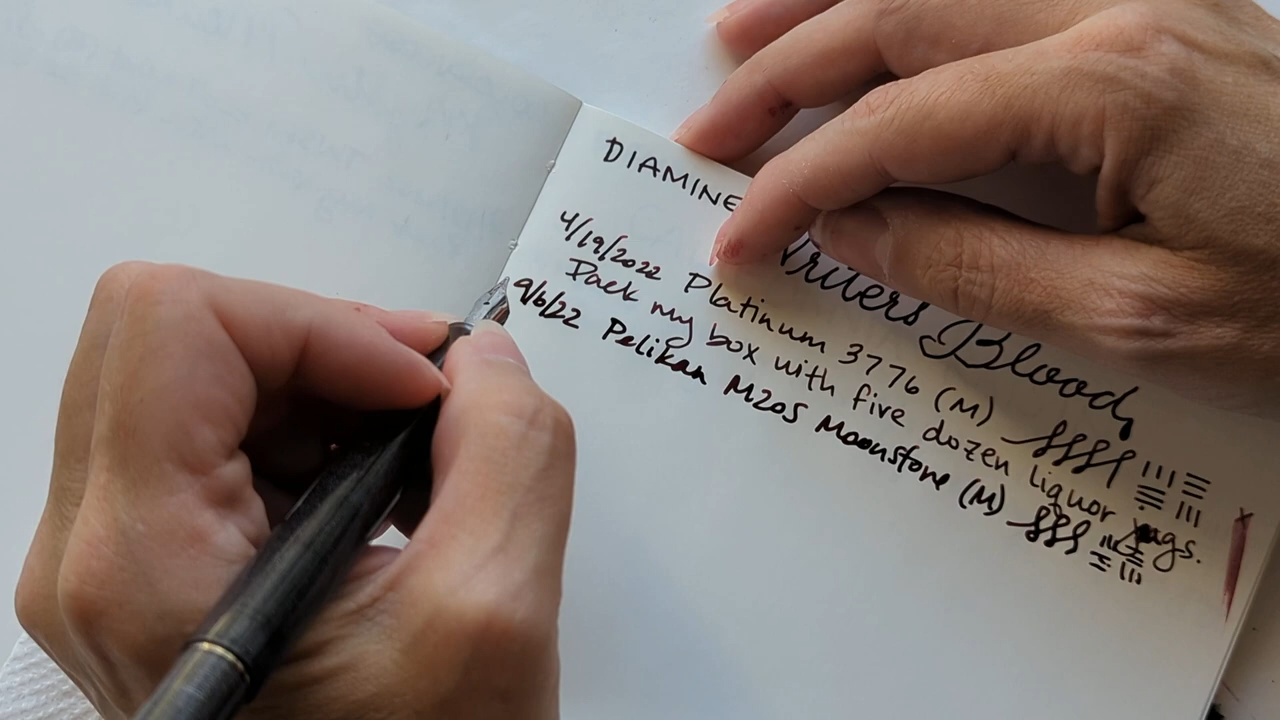 DIAMINE Writers Blood
4/19/2022 Platinum 3776 (M)
Pack my box with five dozen liquor jugs.
9/6/22 Pelikan M205 Moonstone (M)